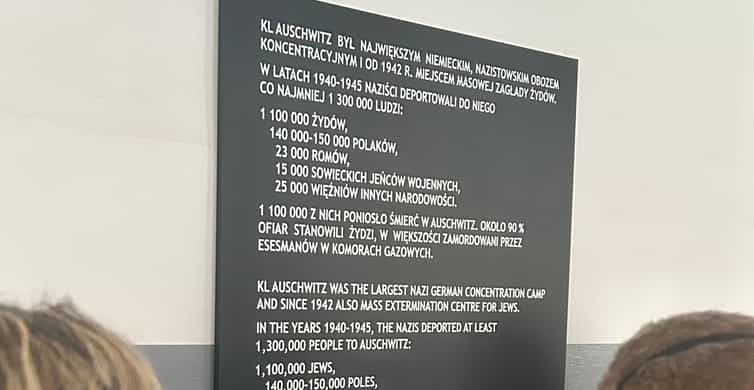 KL AUSCHWITZ BYŁ NAJWIĘKSZYM NIEMIECKIM, NAZISTOWSKIM OBOZEM
KONCENTRACYJNYM I OD 1942 R. MIEJSCEM MASOWEJ ZAGŁADY ŻYDÓW.
W LATACH 1940-1945 NAZIŚCI DEPORTOWALI DO NIEGO
CO NAJMNIEJ 1 300 000 LUDZI:
1 100 000 ŻYDÓW,
140 000-150 000 POLAKÓW,
23 000 ROMÓW,
15 000 SOWIECKICH JEŃCÓW WOJENNYCH,
25 000 WIĘŹNIÓW INNYCH NARODOWOŚCI.
1 100 000 Z NICH PONIOSŁO ŚMIERĆ W AUSCHWITZ. OKOŁO 90 %
OFIAR STANOWILI ŻYDZI, W WIĘKSZOŚCI ZAMORDOWANI PRZEZ
ESESMANÓW W KOMORACH GAZOWYCH.
KL AUSCHWITZ WAS THE LARGEST NAZI GERMAN CONCENTRATION CAMP
AND SINCE 1942 ALSO MASS EXTERMINATION CENTRE FOR JEWS.
IN THE YEARS 1940-1945, THE NAZIS DEPORTED AT LEAST
1,300,000 PEOPLE TO AUSCHWITZ:
1,100,000 JEWS,
140,000-150,000 POLES,